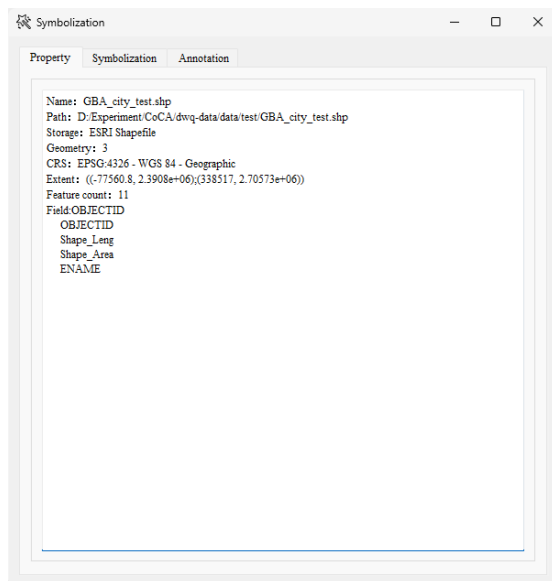 Symbolization
Property Symbolization Annotation
Name：GBA_city_test.shp
Path：D:/Experiment/CoCA/dwq-data/data/test/GBA_city_test.shp
Storage：ESRI Shapefile
Geometry：3
CRS：EPSG:4326 - WGS 84 - Geographic
Extent：((-77560.8, 2.3908e+06);(338517, 2.70573e+06))
Feature count：11
Field:OBJECTID
OBJECTID
Shape_Leng
Shape_Area
ENAME